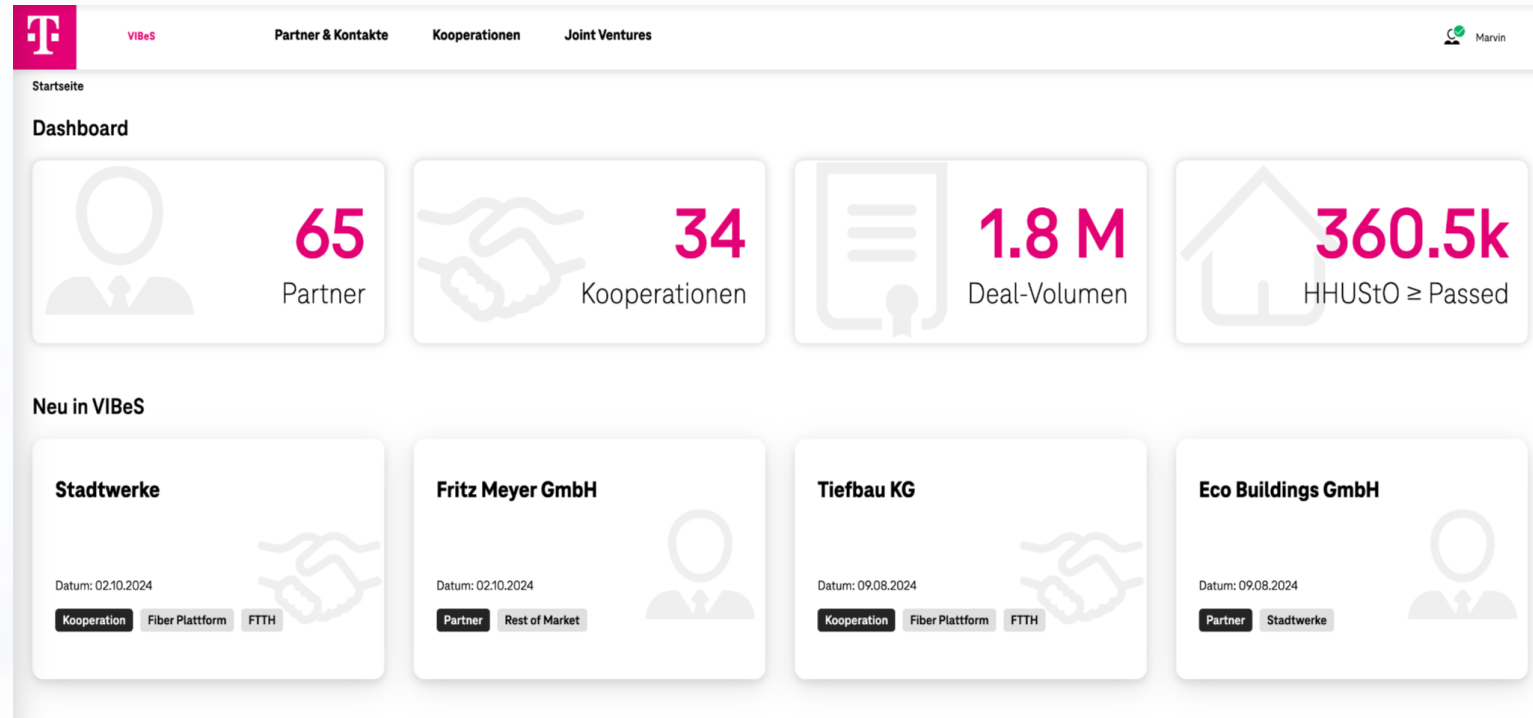 T VIBeS Partner & Kontakte Kooperationen Joint Ventures Marvin
Startseite
Dashboard
65
Partner
34
Kooperationen
1.8 M
Deal-Volumen
360.5k
HHUStO ≥ Passed
Neu in VIBeS
Stadtwerke
Datum: 02.10.2024
Kooperation Fiber Plattform FTTH
Fritz Meyer GmbH
Datum: 02.10.2024
Partner Rest of Market
Tiefbau KG
Datum: 09.08.2024
Kooperation Fiber Plattform FTTH
Eco Buildings GmbH
Datum: 09.08.2024
Partner Stadtwerke